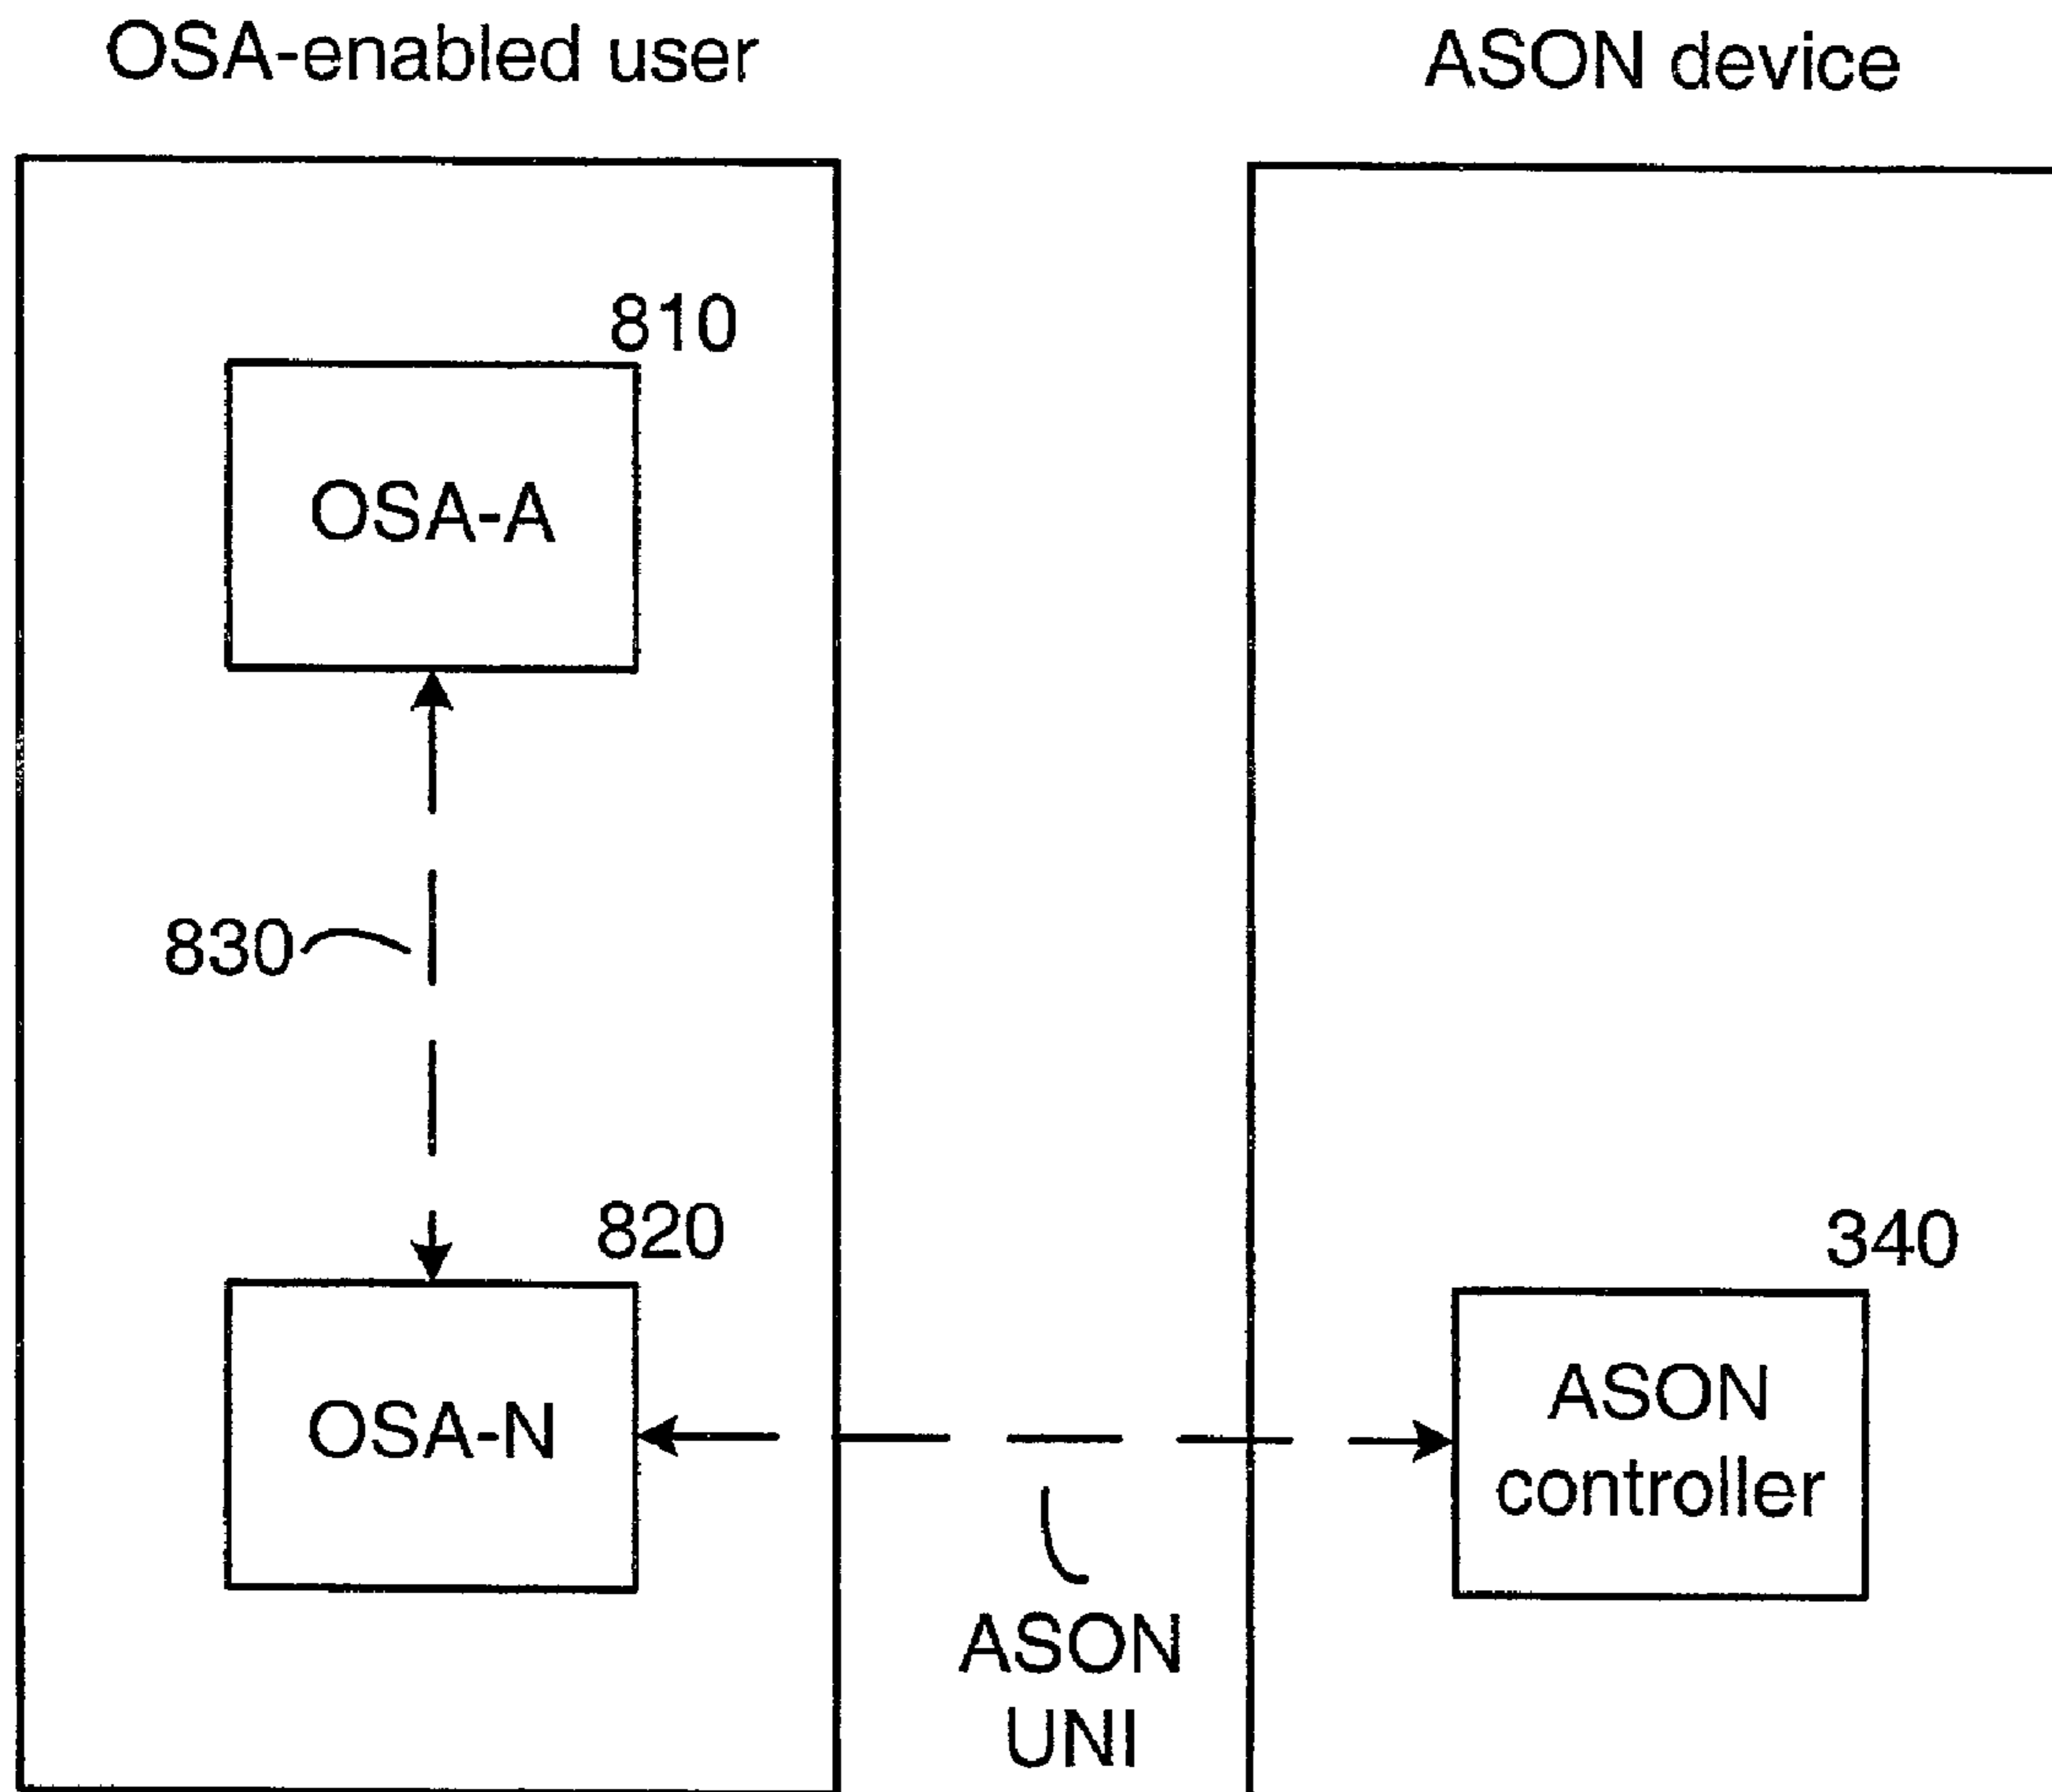 OSA-enabled user
ASON device
810
OSA-A
830
820
OSA-N
340
ASON
controller
ASON
UNI